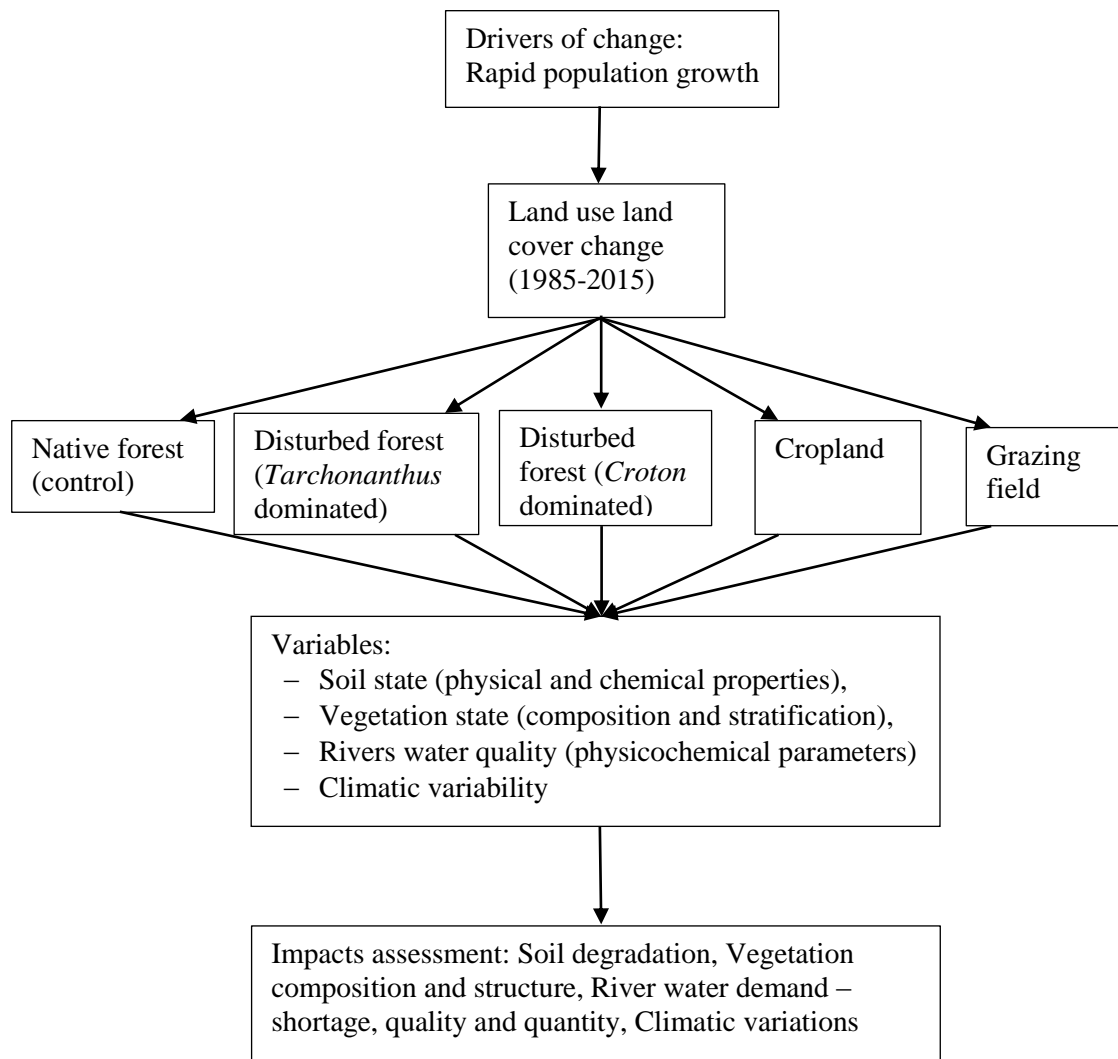 Drivers of change:
Rapid population growth
Land use land
cover change
(1985-2015)
Native forest
(control)
Disturbed forest
(Tarchonanthus
dominated)
Disturbed
forest (Croton
dominated)
Cropland
Grazing
field
Variables:
– Soil state (physical and chemical properties),
– Vegetation state (composition and stratification),
– Rivers water quality (physicochemical parameters)
– Climatic variability
Impacts assessment: Soil degradation, Vegetation
composition and structure, River water demand –
shortage, quality and quantity, Climatic variations